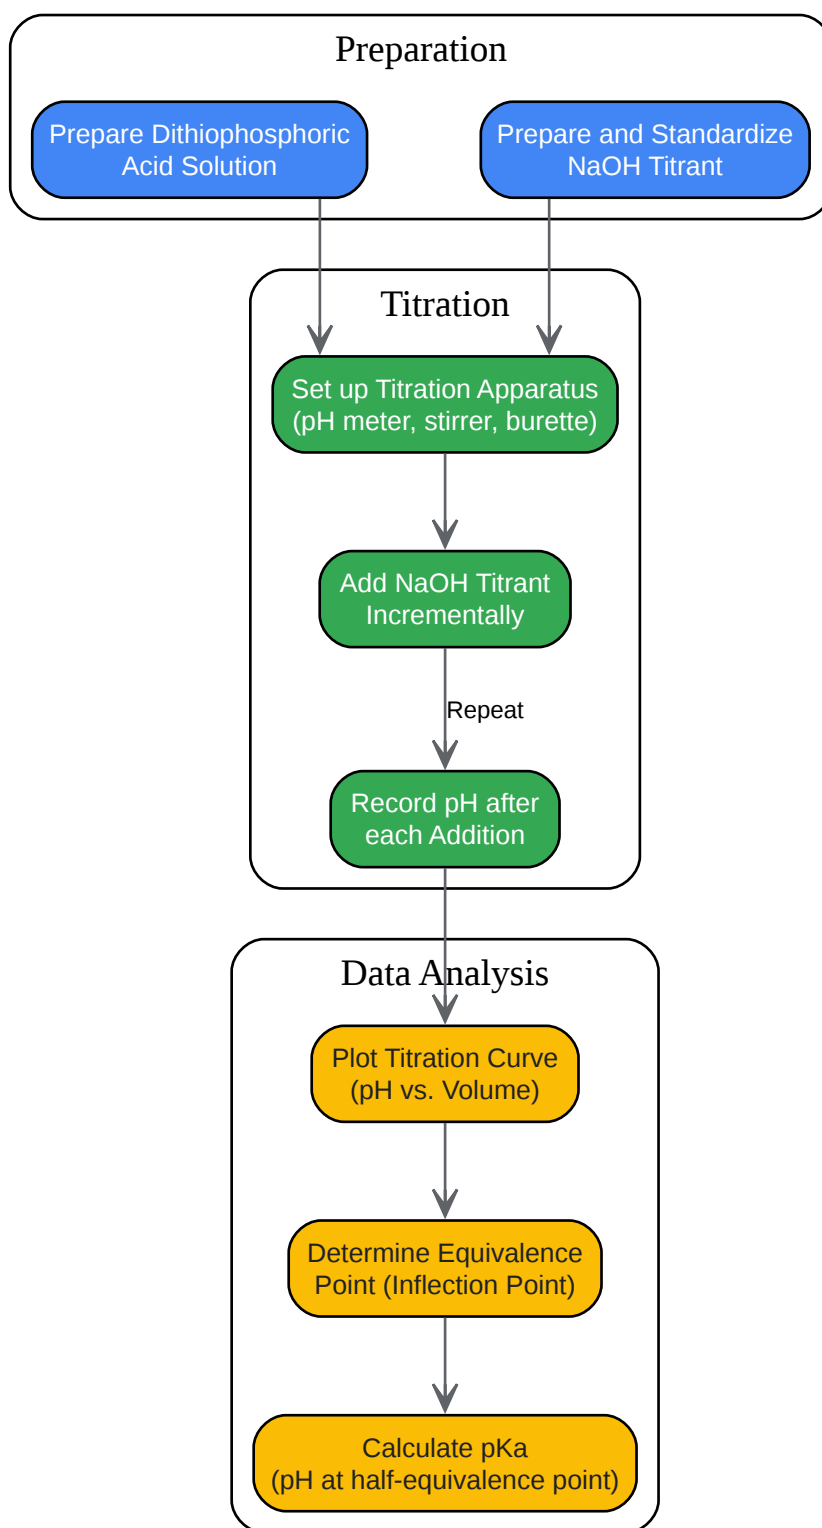 Preparation
Prepare Dithiophosphoric
Acid Solution
Prepare and Standardize
NaOH Titrant
Titration
Set up Titration Apparatus
(pH meter, stirrer, burette)
Add NaOH Titrant
Incrementally
Repeat
Record pH after
each Addition
Data Analysis
Plot Titration Curve
(pH vs. Volume)
Determine Equivalence
Point (Inflection Point)
Calculate pKa
(pH at half-equivalence point)